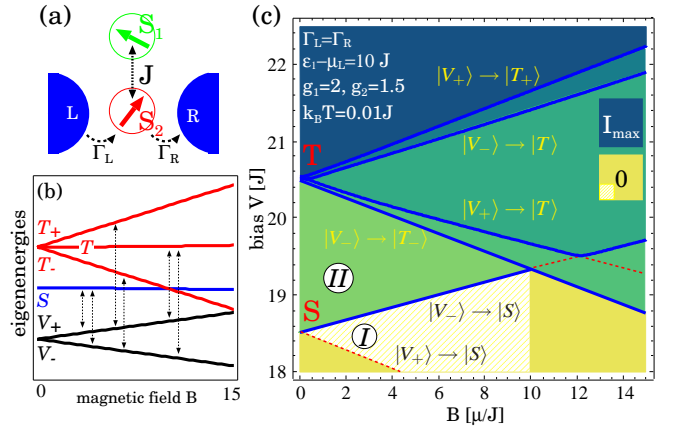 (a)
S1
J
S2
L
R
ΓL
ΓR
(b)
eigenenergies
T+
T
T-
S
V+
V-
0
15
magnetic field B
(c)
bias V [J]
22
21
20
19
18
ΓL=ΓR
ε1−μL=10 J
g1=2, g2=1.5
kBT=0.01J
|V+⟩ → |T+⟩
|V−⟩ → |T⟩
|V+⟩ → |T⟩
|V−⟩ → |T−⟩
|V−⟩ → |S⟩
|V+⟩ → |S⟩
T
S
II
I
Imax
0
0 2 4 6 8 10 12 14
B [μ/J]